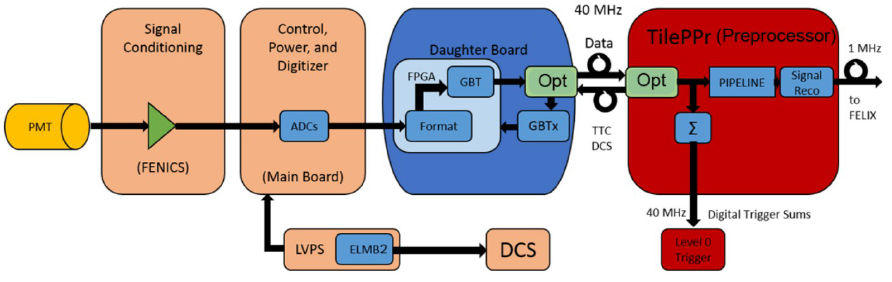 40 MHz
Signal
Conditioning
Control,
Power, and
Digitizer
Daughter Board
Data
TilePPr (Preprocessor)
1 MHz
FPGA
GBT
Opt
Opt
PIPELINE
Signal
Reco
PMT
ADCs
Format
GBTx
TTC
DCS
Σ
to
FELIX
(FENICS)
(Main Board)
40 MHz
Digital Trigger Sums
LVPS
ELMB2
DCS
Level 0
Trigger